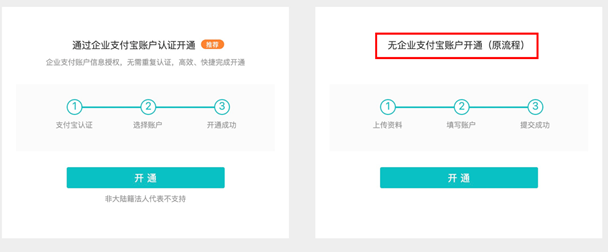 通过企业支付宝账户认证开通 推荐
企业支付账户信息授权，无需重复认证，高效、快捷完成开通
1 2 3
支付宝认证 选择账户 开通成功
开 通
非大陆籍法人代表不支持
无企业支付宝账户开通（原流程）
1 2 3
上传资料 填写账户 提交成功
开 通